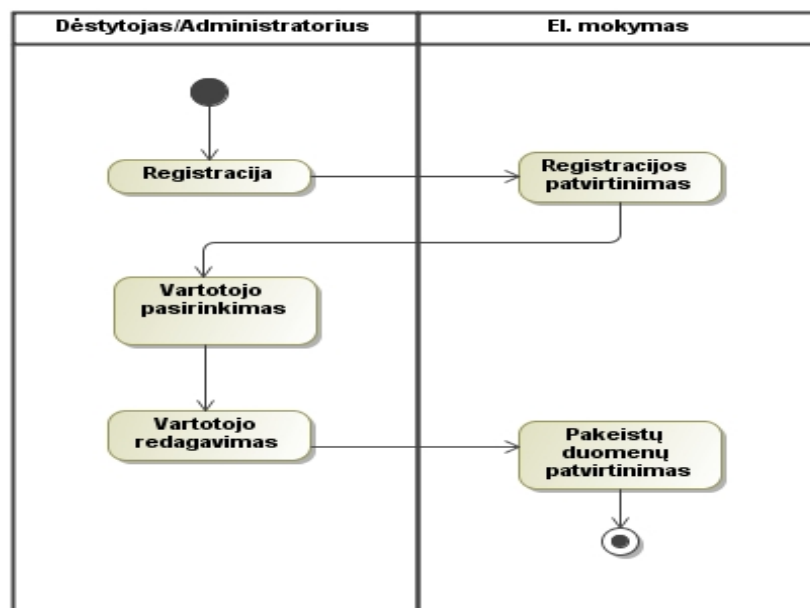 Dėstytojas/Administratorius
El. mokymas
Registracija
Registracijos
patvirtinimas
Vartotojo
pasirinkimas
Vartotojo
redagavimas
Pakeistų
duomenų
patvirtinimas